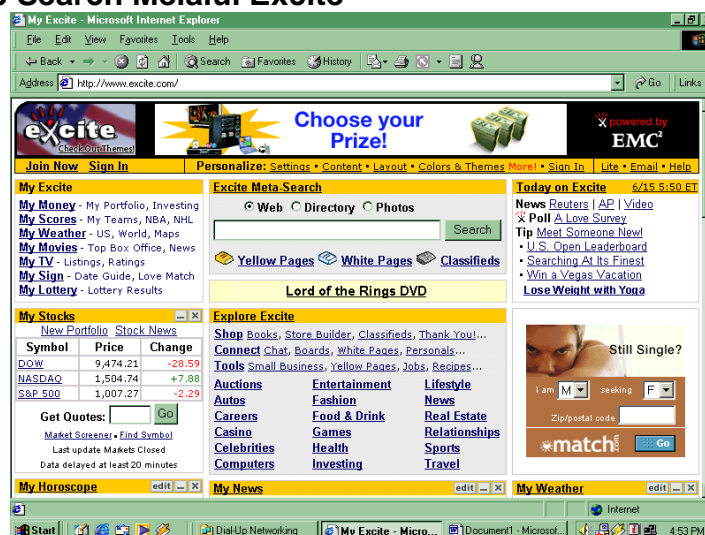 Search Melalui Excite
My Excite - Microsoft Internet Explorer
File Edit View Favorites Tools Help
Back Search Favorites History
Address http://www.excite.com/ Go Links
excite
Check Out Themes!
Choose your
Prize!
powered by
EMC²
Join Now Sign In Personalize: Settings • Content • Layout • Colors & Themes More! • Sign In Lite • Email • Help
My Excite
My Money - My Portfolio, Investing
My Scores - My Teams, NBA, NHL
My Weather - US, World, Maps
My Movies - Top Box Office, News
My TV - Listings, Ratings
My Sign - Date Guide, Love Match
My Lottery - Lottery Results
Excite Meta-Search
Web Directory Photos
Search
Yellow Pages White Pages Classifieds
Lord of the Rings DVD
Today on Excite 6/15 5:50 ET
News Reuters | AP | Video
Poll A Love Survey
Tip Meet Someone New!
• U.S. Open Leaderboard
• Searching At Its Finest
• Win a Vegas Vacation
Lose Weight with Yoga
My Stocks
New Portfolio Stock News
Symbol Price Change
DOW 9,474.21 -28.59
NASDAQ 1,504.74 +7.88
S&P 500 1,007.27 -2.29
Get Quotes: Go
Market Screener • Find Symbol
Last update Markets Closed
Data delayed at least 20 minutes
Explore Excite
Shop Books, Store Builder, Classifieds, Thank You!...
Connect Chat, Boards, White Pages, Personals...
Tools Small Business, Yellow Pages, Jobs, Recipes...
Auctions Entertainment Lifestyle
Autos Fashion News
Careers Food & Drink Real Estate
Casino Games Relationships
Celebrities Health Sports
Computers Investing Travel
Still Single?
I am M seeking F
Zip/postal code
match Go
My Horoscope edit
My News edit
My Weather edit
Internet
Start Dial-Up Networking My Excite - Micro... Document1 - Microsof... 4:53 PM